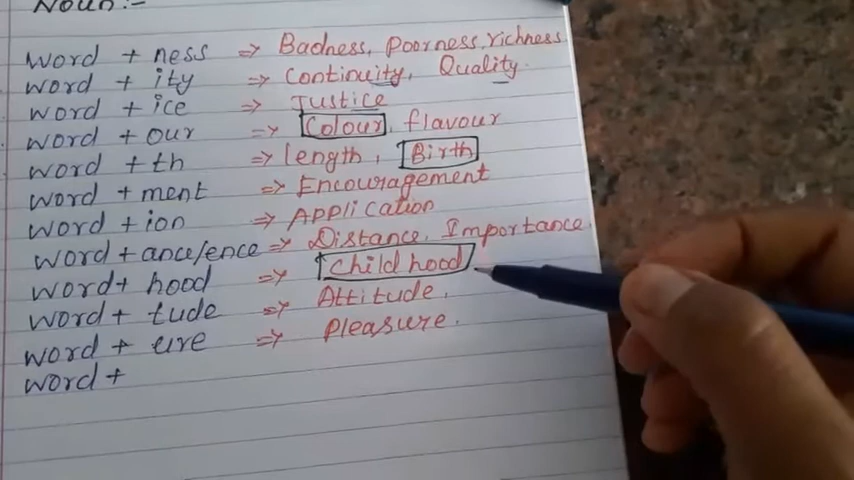 Noun:-
word + ness => Badness, Poorness, richness
word + ity => Continuity, Quality.
word + ice => Justice
word + our => Colour, flavour
word + th => length, Birth
word + ment => Encouragement
word + ion => Application
word + ance/ence => Distance, Importance
word + hood => Childhood
word + tude => Attitude.
word + ure => Pleasure.
word +